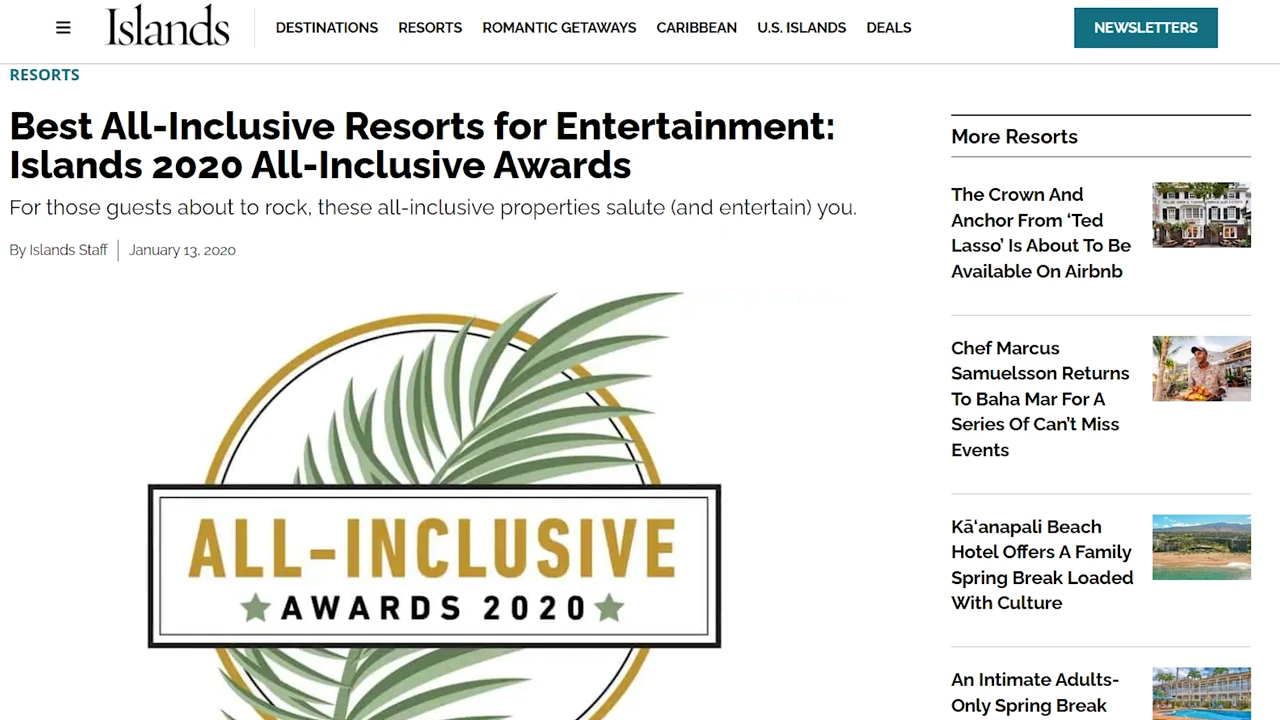 Islands
DESTINATIONS
RESORTS
ROMANTIC GETAWAYS
CARIBBEAN
U.S. ISLANDS
DEALS
NEWSLETTERS
RESORTS
Best All-Inclusive Resorts for Entertainment:
Islands 2020 All-Inclusive Awards
For those guests about to rock, these all-inclusive properties salute (and entertain) you.
By Islands Staff
January 13, 2020
ALL-INCLUSIVE
AWARDS 2020
More Resorts
The Crown And
Anchor From ‘Ted
Lasso’ Is About To Be
Available On Airbnb
Chef Marcus
Samuelsson Returns
To Baha Mar For A
Series Of Can’t Miss
Events
Kāʻanapali Beach
Hotel Offers A Family
Spring Break Loaded
With Culture
An Intimate Adults-
Only Spring Break